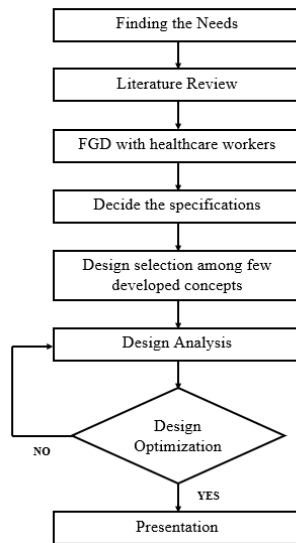 Finding the Needs
Literature Review
FGD with healthcare workers
Decide the specifications
Design selection among few
developed concepts
Design Analysis
Design
Optimization
NO
YES
Presentation